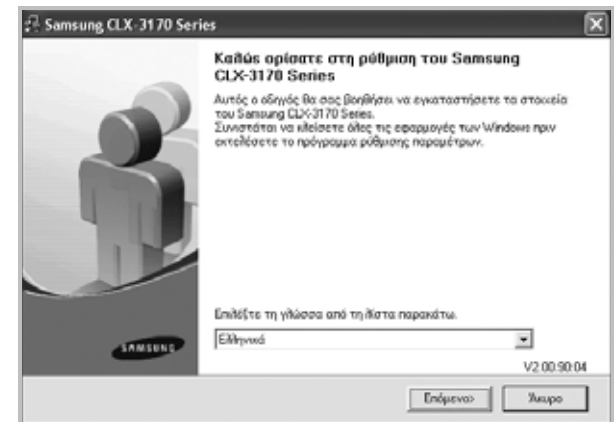 Samsung CLX-3170 Series
Καλώς ορίσατε στη ρύθμιση του Samsung
CLX-3170 Series
Αυτός ο οδηγός θα σας βοηθήσει να εγκαταστήσετε τα στοιχεία
του Samsung CLX-3170 Series.
Συνιστάται να κλείσετε όλες τις εφαρμογές των Windows πριν
εκτελέσετε το πρόγραμμα ρύθμισης παραμέτρων.
Επιλέξτε τη γλώσσα από τη λίστα παρακάτω.
Ελληνικά
SAMSUNG
V2.00.90:04
Επόμενο>
Άκυρο